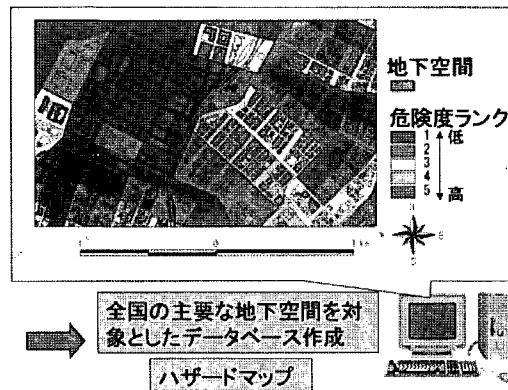 地下空間
危険度ランク
1 低
2
3
4
5 高
全国の主要な地下空間を対
象としたデータベース作成
ハザードマップ